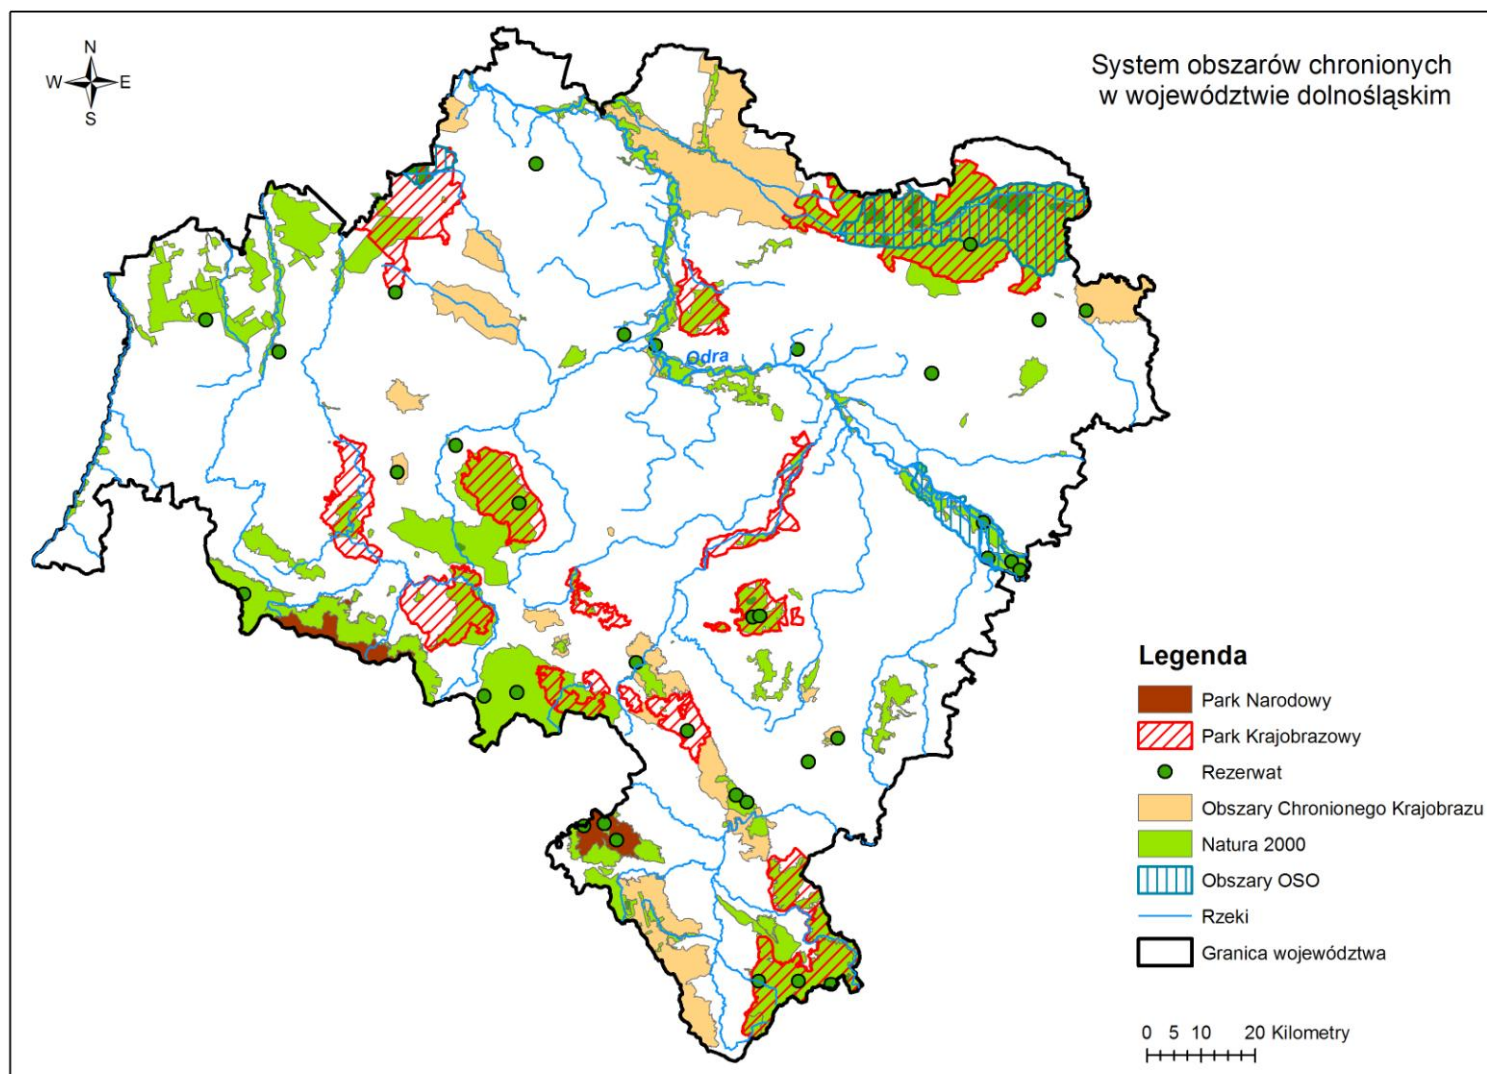 System obszarów chronionych
w województwie dolnośląskim
N
W E
S
Odra
Legenda
Park Narodowy
Park Krajobrazowy
Rezerwat
Obszary Chronionego Krajobrazu
Natura 2000
Obszary OSO
Rzeki
Granica województwa
0 5 10 20 Kilometry